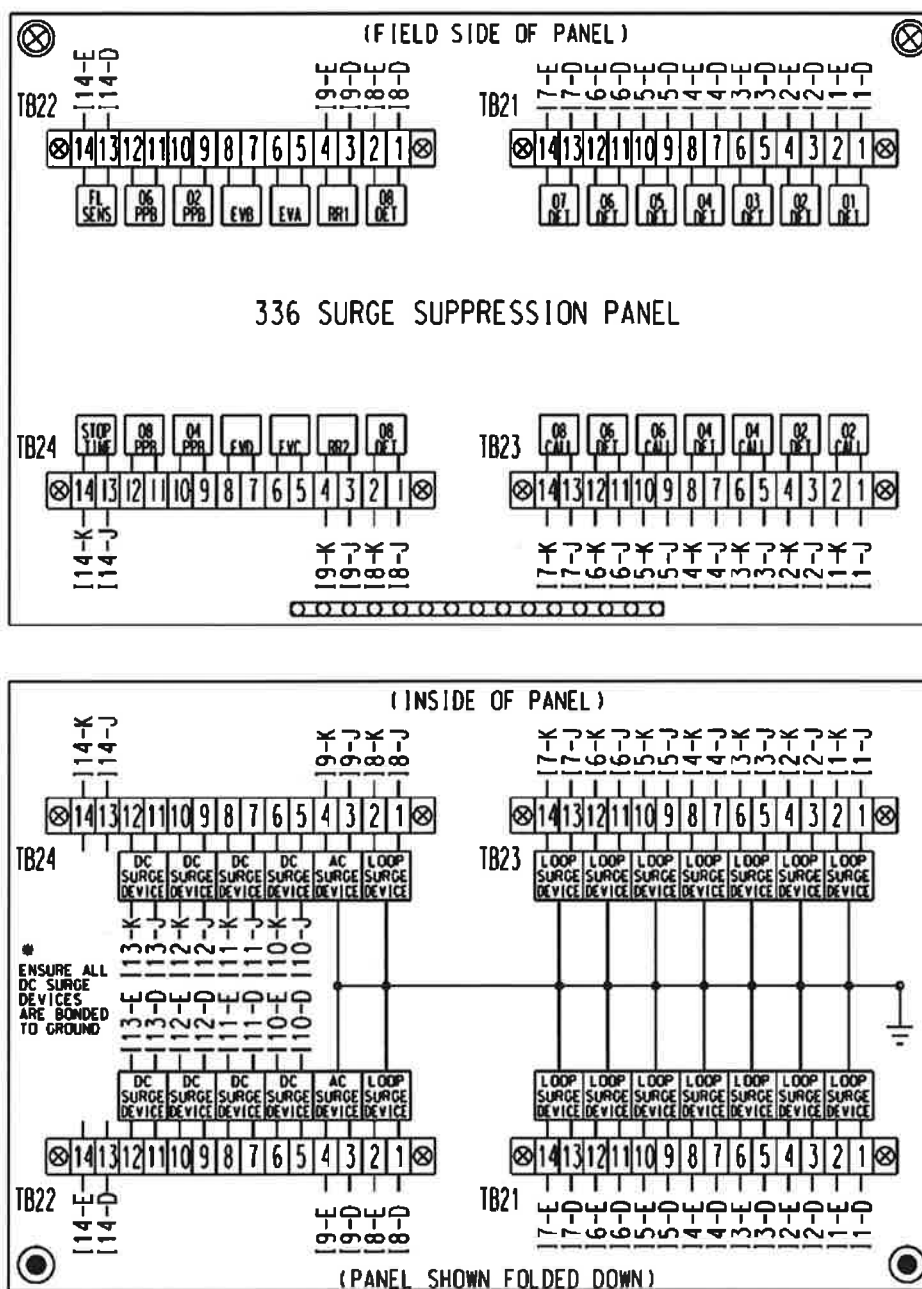 (FIELD SIDE OF PANEL)
TB22
I14-E I14-D I9-E I9-D I8-E I8-D
14 13 12 11 10 9 8 7 6 5 4 3 2 1
FL SENS
06 PPB
02 PPB
EVB
EVA
RR1
08 DET
TB21
I7-E I7-D I6-E I6-D I5-E I5-D I4-E I4-D I3-E I3-D I2-E I2-D I1-E I1-D
14 13 12 11 10 9 8 7 6 5 4 3 2 1
07 DET
06 DET
05 DET
04 DET
03 DET
02 DET
01 DET
336 SURGE SUPPRESSION PANEL
TB24
STOP TIME
08 PPB
04 PPB
EVD
EVC
RR2
08 DET
14 13 12 11 10 9 8 7 6 5 4 3 2 1
I14-K I14-J I9-K I9-J I8-K I8-J
TB23
08 CALL
06 DET
06 CALL
04 DET
04 CALL
02 DET
02 CALL
14 13 12 11 10 9 8 7 6 5 4 3 2 1
I7-K I7-J I6-K I6-J I5-K I5-J I4-K I4-J I3-K I3-J I2-K I2-J I1-K I1-J
(INSIDE OF PANEL)
I14-K I14-J I9-K I9-J I8-K I8-J
14 13 12 11 10 9 8 7 6 5 4 3 2 1
TB24
DC SURGE DEVICE
DC SURGE DEVICE
DC SURGE DEVICE
DC SURGE DEVICE
AC SURGE DEVICE
LOOP SURGE DEVICE
I13-K I13-J I12-K I12-J I11-K I11-J I10-K I10-J
I7-K I7-J I6-K I6-J I5-K I5-J I4-K I4-J I3-K I3-J I2-K I2-J I1-K I1-J
14 13 12 11 10 9 8 7 6 5 4 3 2 1
TB23
LOOP SURGE DEVICE
LOOP SURGE DEVICE
LOOP SURGE DEVICE
LOOP SURGE DEVICE
LOOP SURGE DEVICE
LOOP SURGE DEVICE
LOOP SURGE DEVICE
*
ENSURE ALL
DC SURGE
DEVICES
ARE BONDED
TO GROUND
I13-E I13-D I12-E I12-D I11-E I11-D I10-E I10-D
DC SURGE DEVICE
DC SURGE DEVICE
DC SURGE DEVICE
DC SURGE DEVICE
AC SURGE DEVICE
LOOP SURGE DEVICE
14 13 12 11 10 9 8 7 6 5 4 3 2 1
TB22
I14-E I14-D I9-E I9-D I8-E I8-D
LOOP SURGE DEVICE
LOOP SURGE DEVICE
LOOP SURGE DEVICE
LOOP SURGE DEVICE
LOOP SURGE DEVICE
LOOP SURGE DEVICE
LOOP SURGE DEVICE
14 13 12 11 10 9 8 7 6 5 4 3 2 1
TB21
I7-E I7-D I6-E I6-D I5-E I5-D I4-E I4-D I3-E I3-D I2-E I2-D I1-E I1-D
(PANEL SHOWN FOLDED DOWN)